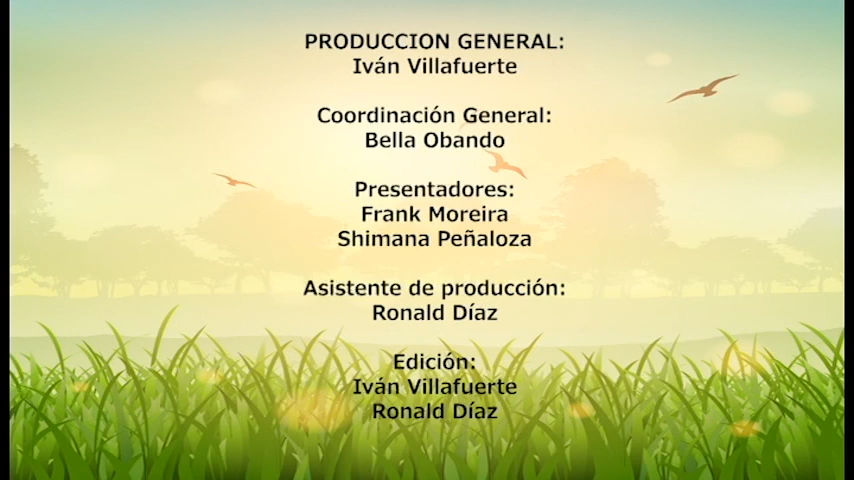 PRODUCCION GENERAL:
Iván Villafuerte
Coordinación General:
Bella Obando
Presentadores:
Frank Moreira
Shimana Peñaloza
Asistente de producción:
Ronald Díaz
Edición:
Iván Villafuerte
Ronald Díaz